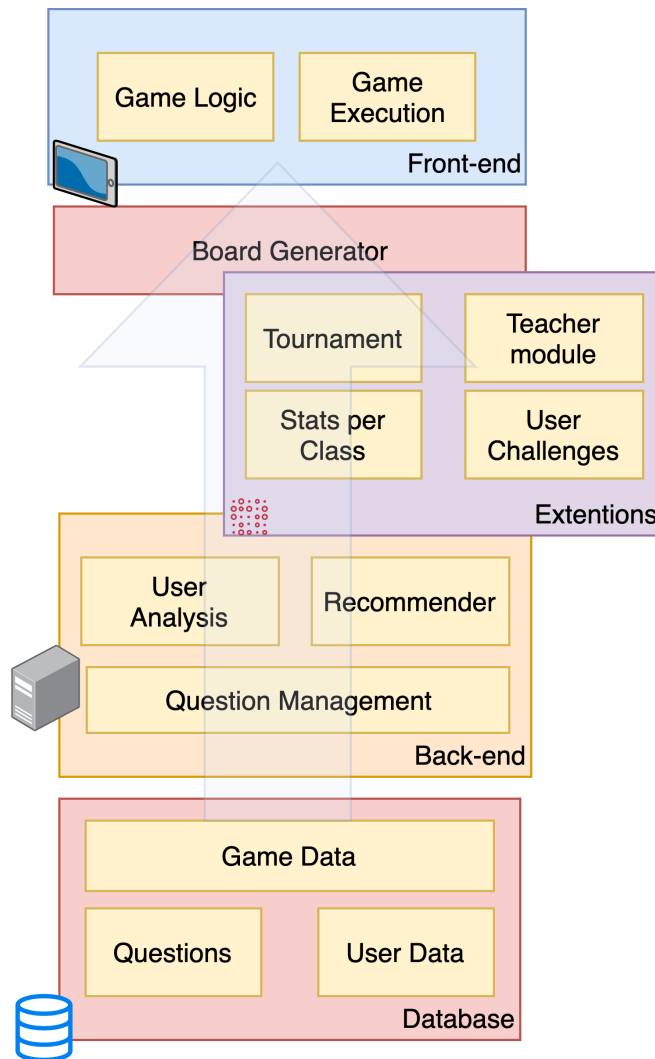 Game Logic
Game
Execution
Front-end
Board Generator
Tournament
Teacher
module
Stats per
Class
User
Challenges
Extentions
User
Analysis
Recommender
Question Management
Back-end
Game Data
Questions
User Data
Database